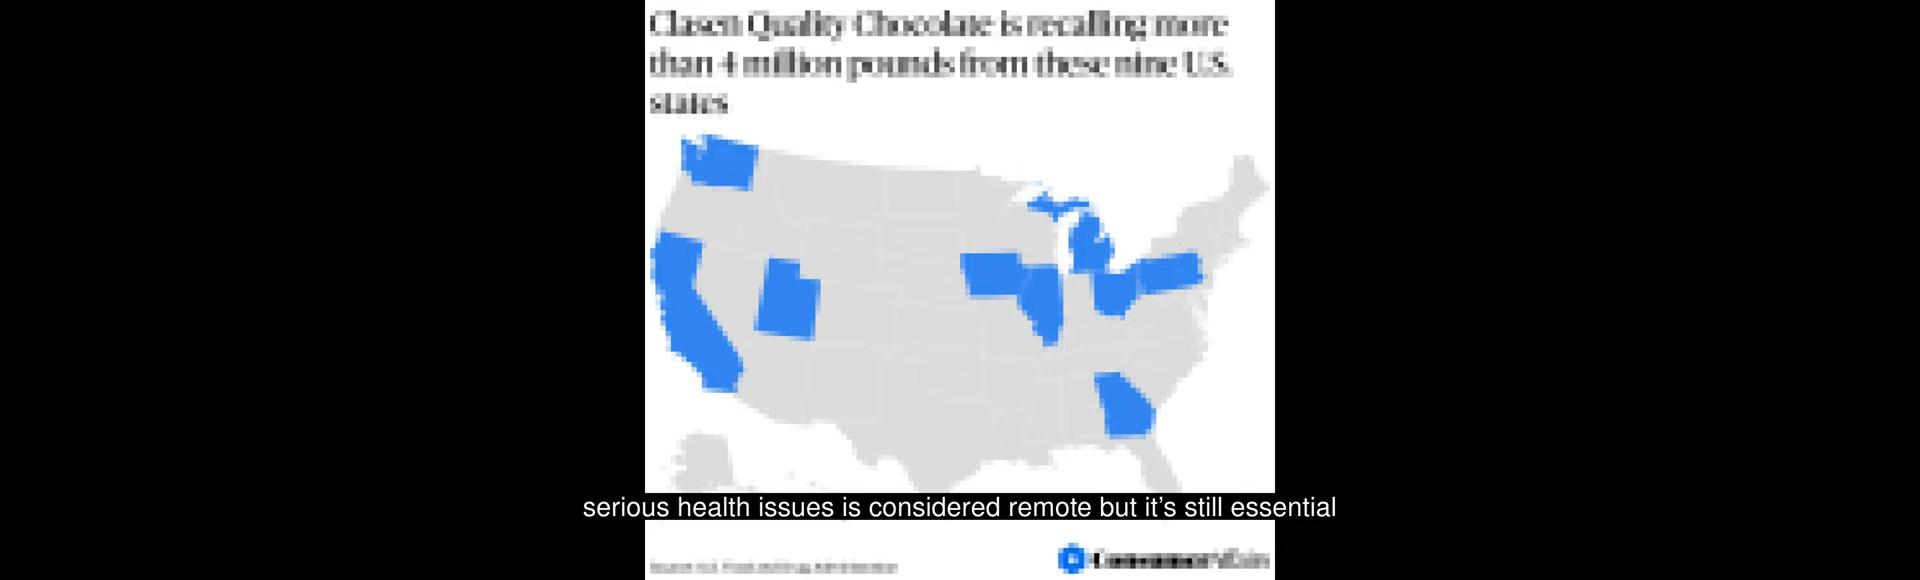 Clasen Quality Chocolate is recalling more
than 4 million pounds from these nine U.S.
states
serious health issues is considered remote but it’s still essential
ConsumerAffairs